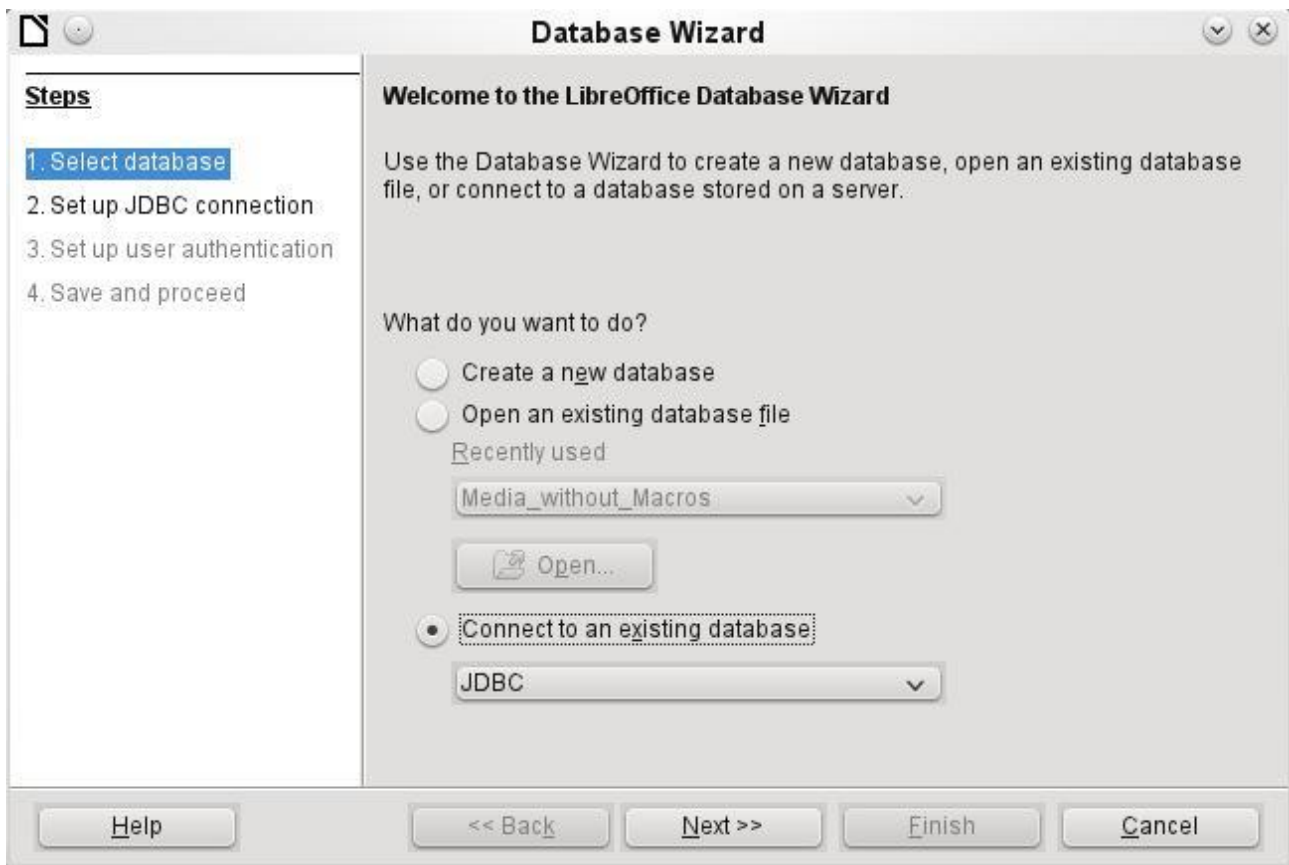 Database Wizard
Steps
1. Select database
2. Set up JDBC connection
3. Set up user authentication
4. Save and proceed
Welcome to the LibreOffice Database Wizard
Use the Database Wizard to create a new database, open an existing database
file, or connect to a database stored on a server.
What do you want to do?
Create a new database
Open an existing database file
Recently used
Media_without_Macros
Open...
Connect to an existing database
JDBC
Help
<< Back
Next >>
Finish
Cancel